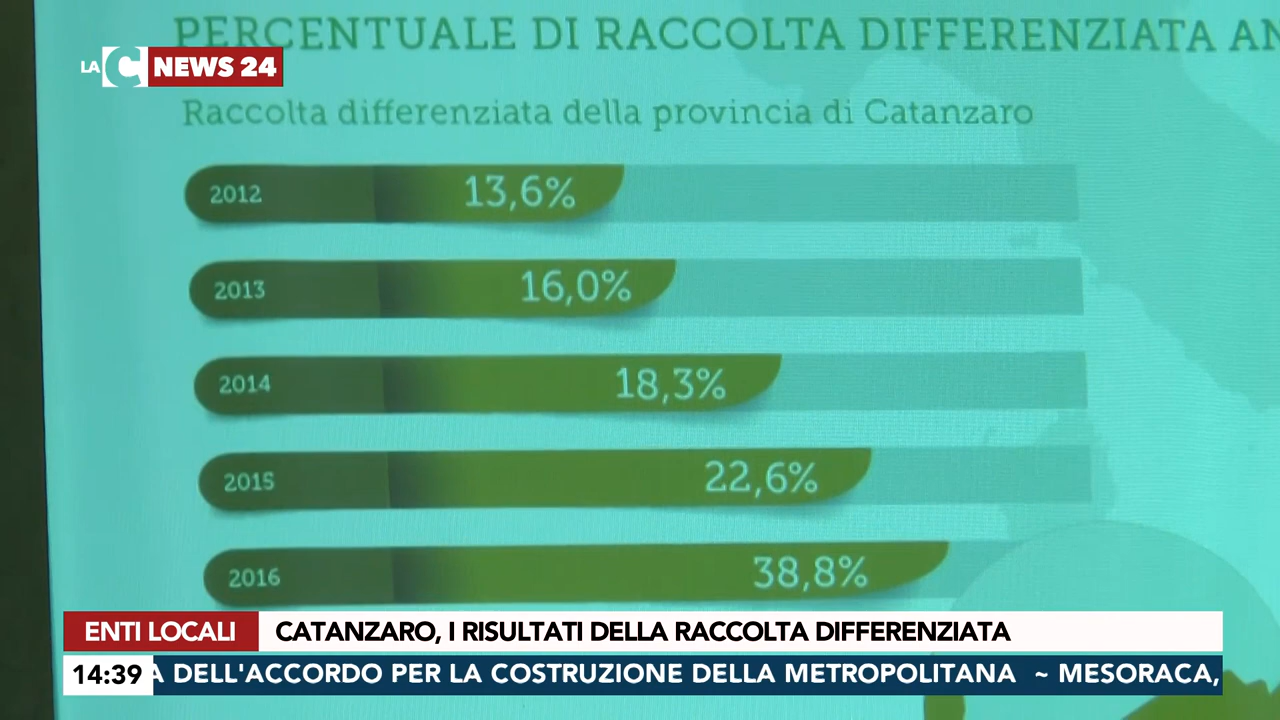 PERCENTUALE DI RACCOLTA DIFFERENZIATA AN
LA C NEWS 24
Raccolta differenziata della provincia di Catanzaro
2012 13,6%
2013 16,0%
2014 18,3%
2015 22,6%
2016 38,8%
ENTI LOCALI CATANZARO, I RISULTATI DELLA RACCOLTA DIFFERENZIATA
14:39 A DELL'ACCORDO PER LA COSTRUZIONE DELLA METROPOLITANA ~ MESORACA,